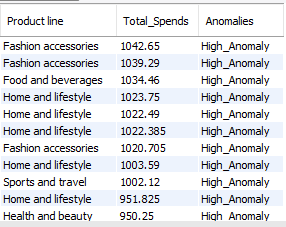 Product line Total_Spends Anomalies
Fashion accessories 1042.65 High_Anomaly
Fashion accessories 1039.29 High_Anomaly
Food and beverages 1034.46 High_Anomaly
Home and lifestyle 1023.75 High_Anomaly
Home and lifestyle 1022.49 High_Anomaly
Home and lifestyle 1022.385 High_Anomaly
Fashion accessories 1020.705 High_Anomaly
Home and lifestyle 1003.59 High_Anomaly
Sports and travel 1002.12 High_Anomaly
Home and lifestyle 951.825 High_Anomaly
Health and beauty 950.25 High_Anomaly